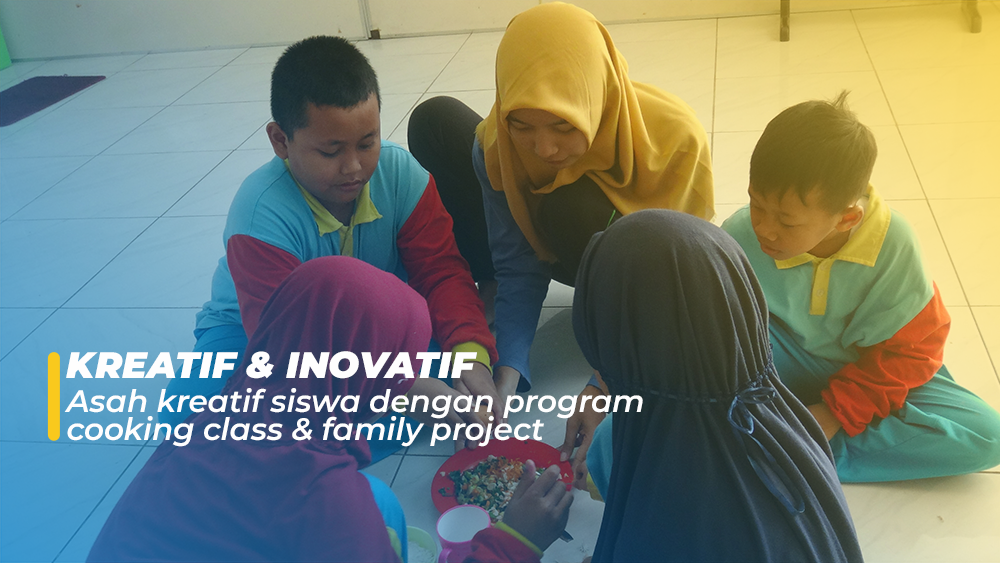 KREATIF & INOVATIF
Asah kreatif siswa dengan program
cooking class & family project